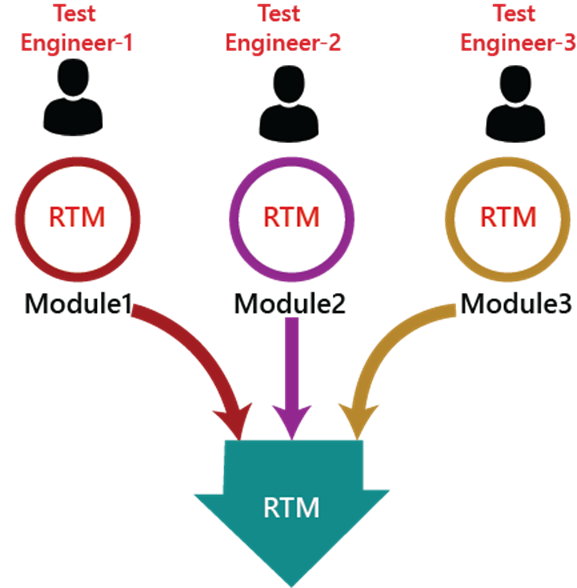 Test
Engineer-1
Test
Engineer-2
Test
Engineer-3
RTM
RTM
RTM
Module1
Module2
Module3
RTM